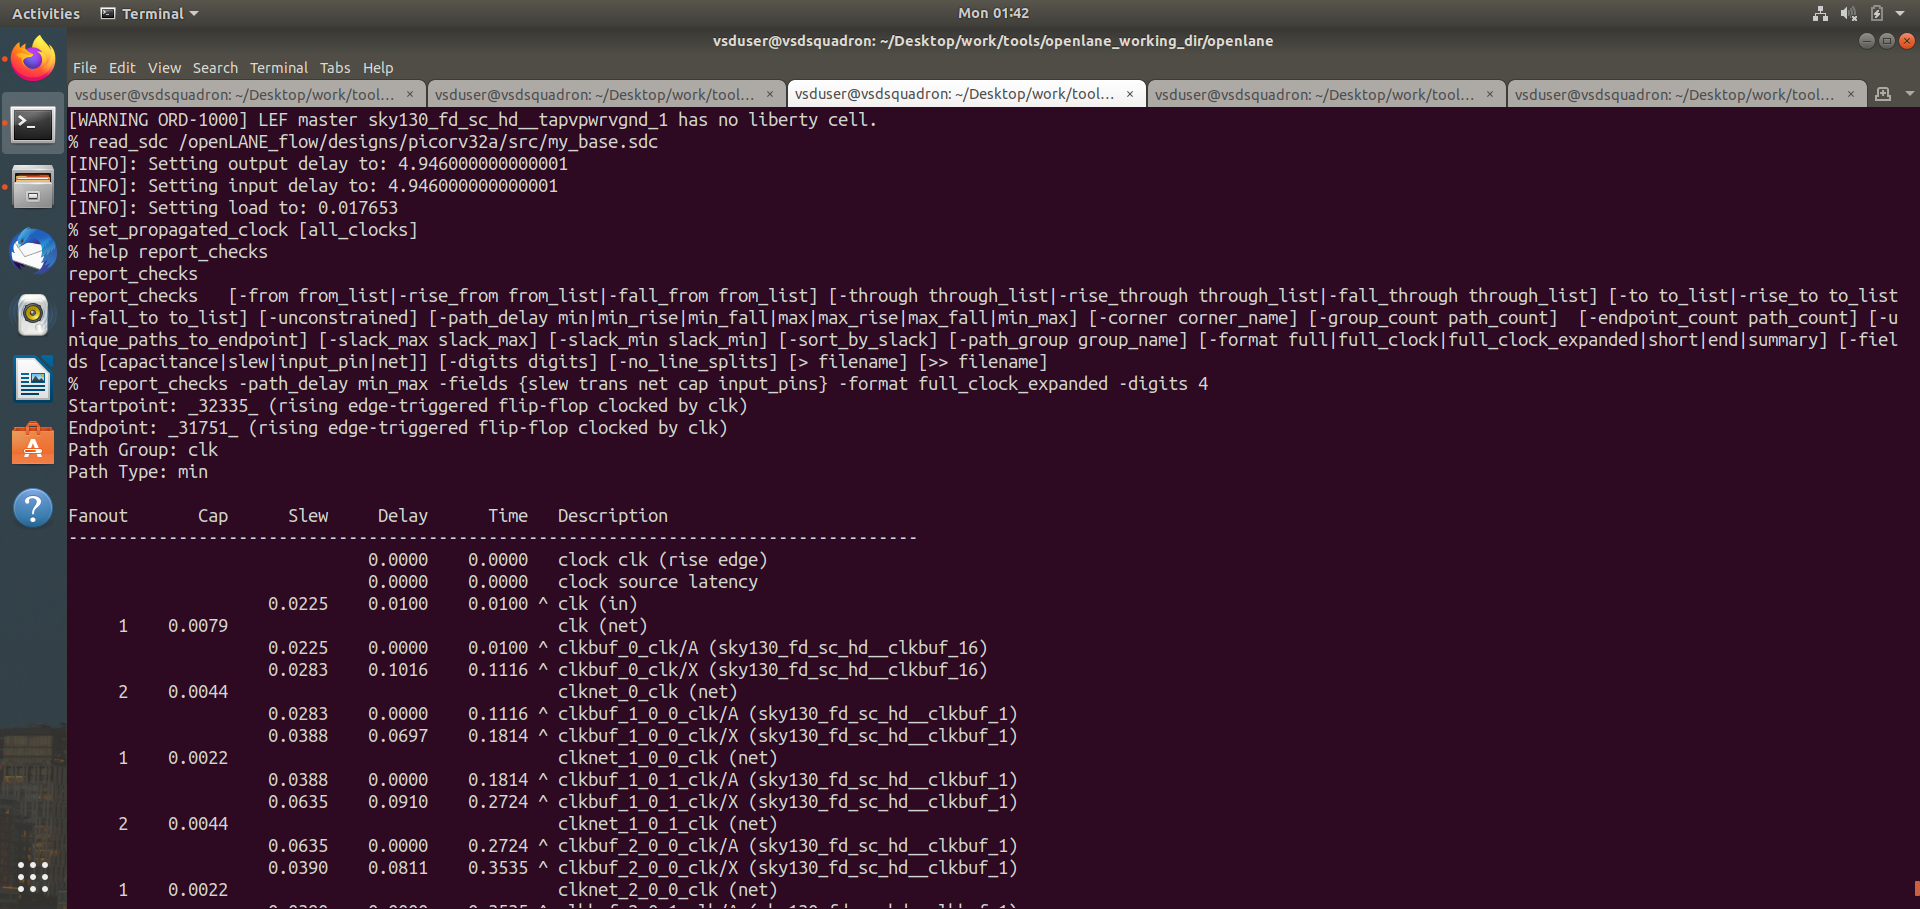 Activities Terminal Mon 01:42
vsduser@vsdsquadron: ~/Desktop/work/tools/openlane_working_dir/openlane
File Edit View Search Terminal Tabs Help
vsduser@vsdsquadron: ~/Desktop/work/tool... × vsduser@vsdsquadron: ~/Desktop/work/tool... × vsduser@vsdsquadron: ~/Desktop/work/tool... × vsduser@vsdsquadron: ~/Desktop/work/tool... × vsduser@vsdsquadron: ~/Desktop/work/tool... ×
[WARNING ORD-1000] LEF master sky130_fd_sc_hd__tapvpwrvgnd_1 has no liberty cell.
% read_sdc /openLANE_flow/designs/picorv32a/src/my_base.sdc
[INFO]: Setting output delay to: 4.946000000000001
[INFO]: Setting input delay to: 4.946000000000001
[INFO]: Setting load to: 0.017653
% set_propagated_clock [all_clocks]
% help report_checks
report_checks
report_checks   [-from from_list|-rise_from from_list|-fall_from from_list] [-through through_list|-rise_through through_list|-fall_through through_list] [-to to_list|-rise_to to_list
|-fall_to to_list] [-unconstrained] [-path_delay min|min_rise|min_fall|max|max_rise|max_fall|min_max] [-corner corner_name] [-group_count path_count]  [-endpoint_count path_count] [-u
nique_paths_to_endpoint] [-slack_max slack_max] [-slack_min slack_min] [-sort_by_slack] [-path_group group_name] [-format full|full_clock|full_clock_expanded|short|end|summary] [-fiel
ds [capacitance|slew|input_pin|net]] [-digits digits] [-no_line_splits] [> filename] [>> filename]
%  report_checks -path_delay min_max -fields {slew trans net cap input_pins} -format full_clock_expanded -digits 4
Startpoint: _32335_ (rising edge-triggered flip-flop clocked by clk)
Endpoint: _31751_ (rising edge-triggered flip-flop clocked by clk)
Path Group: clk
Path Type: min
Fanout       Cap      Slew     Delay      Time   Description
-------------------------------------------------------------------------------------
0.0000    0.0000   clock clk (rise edge)
0.0000    0.0000   clock source latency
0.0225    0.0100    0.0100 ^ clk (in)
1    0.0079   clk (net)
0.0225    0.0000    0.0100 ^ clkbuf_0_clk/A (sky130_fd_sc_hd__clkbuf_16)
0.0283    0.1016    0.1116 ^ clkbuf_0_clk/X (sky130_fd_sc_hd__clkbuf_16)
2    0.0044   clknet_0_clk (net)
0.0283    0.0000    0.1116 ^ clkbuf_1_0_0_clk/A (sky130_fd_sc_hd__clkbuf_1)
0.0388    0.0697    0.1814 ^ clkbuf_1_0_0_clk/X (sky130_fd_sc_hd__clkbuf_1)
1    0.0022   clknet_1_0_0_clk (net)
0.0388    0.0000    0.1814 ^ clkbuf_1_0_1_clk/A (sky130_fd_sc_hd__clkbuf_1)
0.0635    0.0910    0.2724 ^ clkbuf_1_0_1_clk/X (sky130_fd_sc_hd__clkbuf_1)
2    0.0044   clknet_1_0_1_clk (net)
0.0635    0.0000    0.2724 ^ clkbuf_2_0_0_clk/A (sky130_fd_sc_hd__clkbuf_1)
0.0390    0.0811    0.3535 ^ clkbuf_2_0_0_clk/X (sky130_fd_sc_hd__clkbuf_1)
1    0.0022   clknet_2_0_0_clk (net)